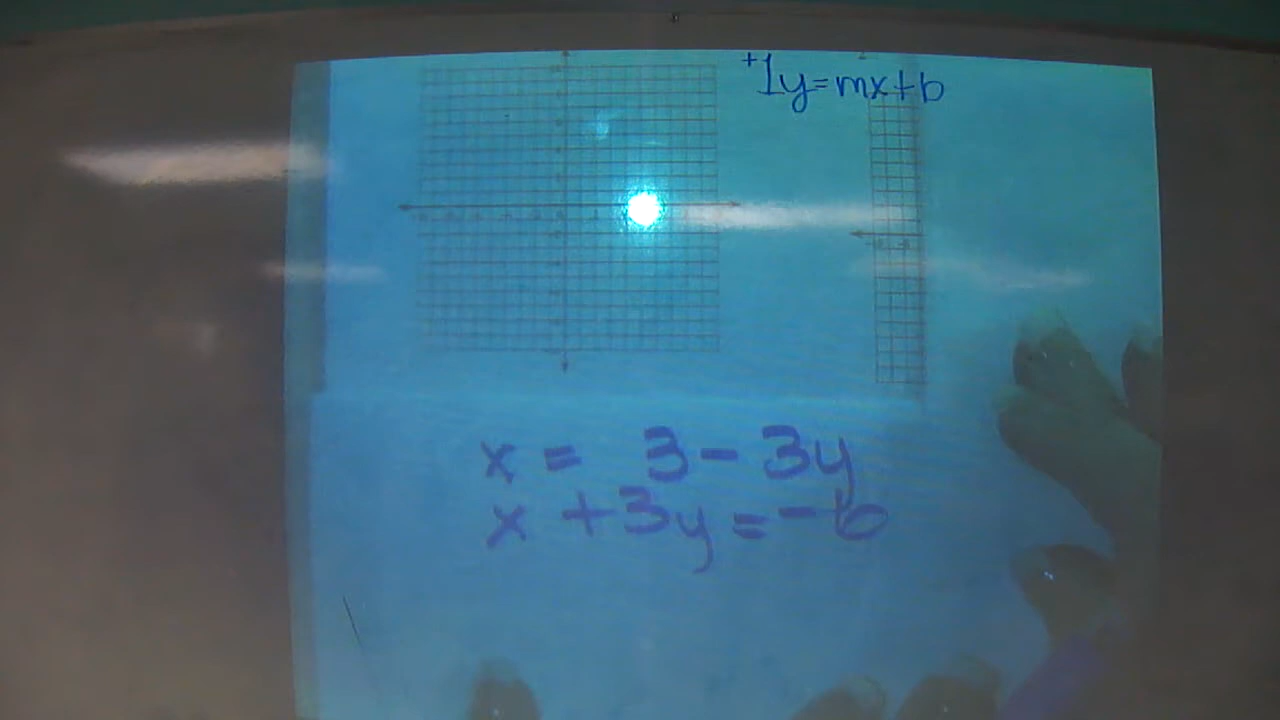 +1y=mx+b
x = 3- 3y
x +3y=-6